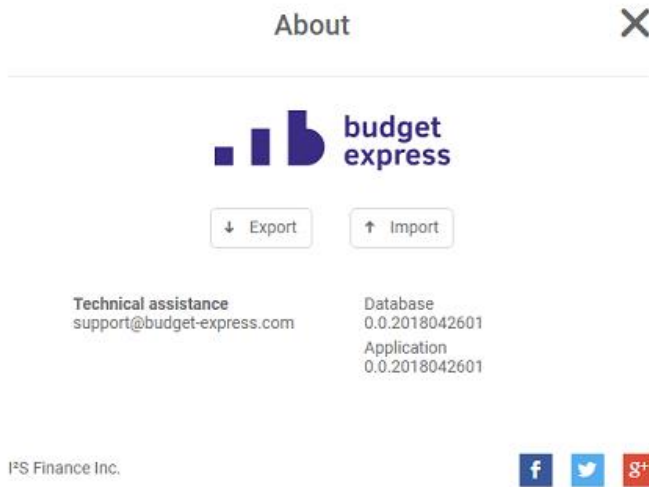 About
budget
express
Export
Import
Technical assistance
support@budget-express.com
Database
0.0.2018042601
Application
0.0.2018042601
I²S Finance Inc.
f
g+